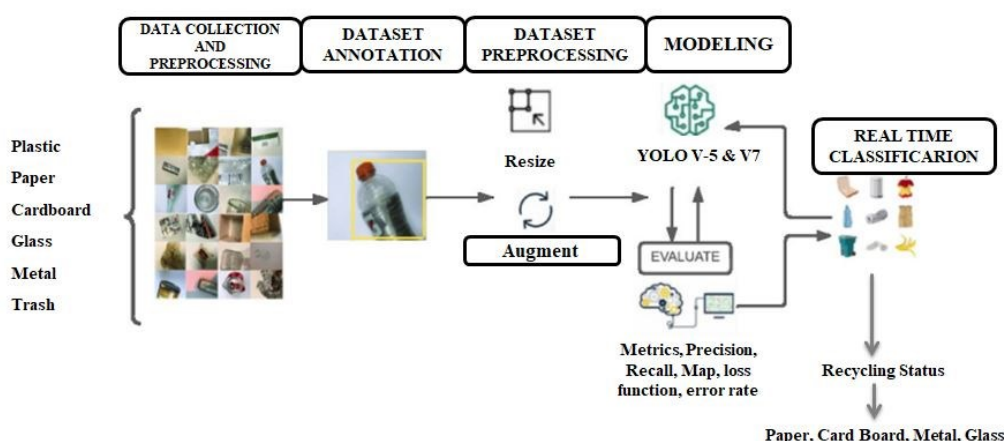 DATA COLLECTION
AND
PREPROCESSING
DATASET
ANNOTATION
DATASET
PREPROCESSING
MODELING
Plastic
Paper
Cardboard
Glass
Metal
Trash
Resize
Augment
YOLO V-5 & V7
EVALUATE
Metrics, Precision,
Recall, Map, loss
function, error rate
REAL TIME
CLASSIFICARION
Recycling Status
Paper, Card Board, Metal, Glass